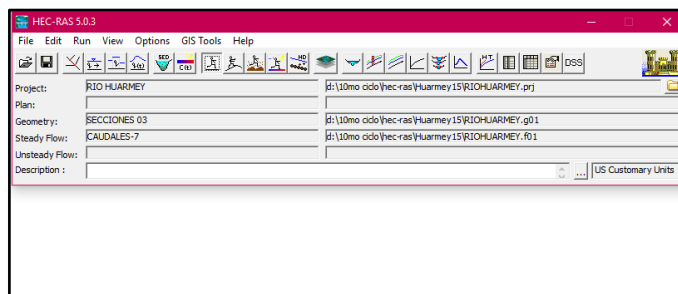 HEC-RAS 5.0.3
File Edit Run View Options GIS Tools Help
Project: RIO HUARMEY d:\10mo ciclo\hec-ras\Huarmey15\RIOHUARMEY.prj
Plan:
Geometry: SECCIONES 03 d:\10mo ciclo\hec-ras\Huarmey15\RIOHUARMEY.g01
Steady Flow: CAUDALES-7 d:\10mo ciclo\hec-ras\Huarmey15\RIOHUARMEY.f01
Unsteady Flow:
Description : ... US Customary Units